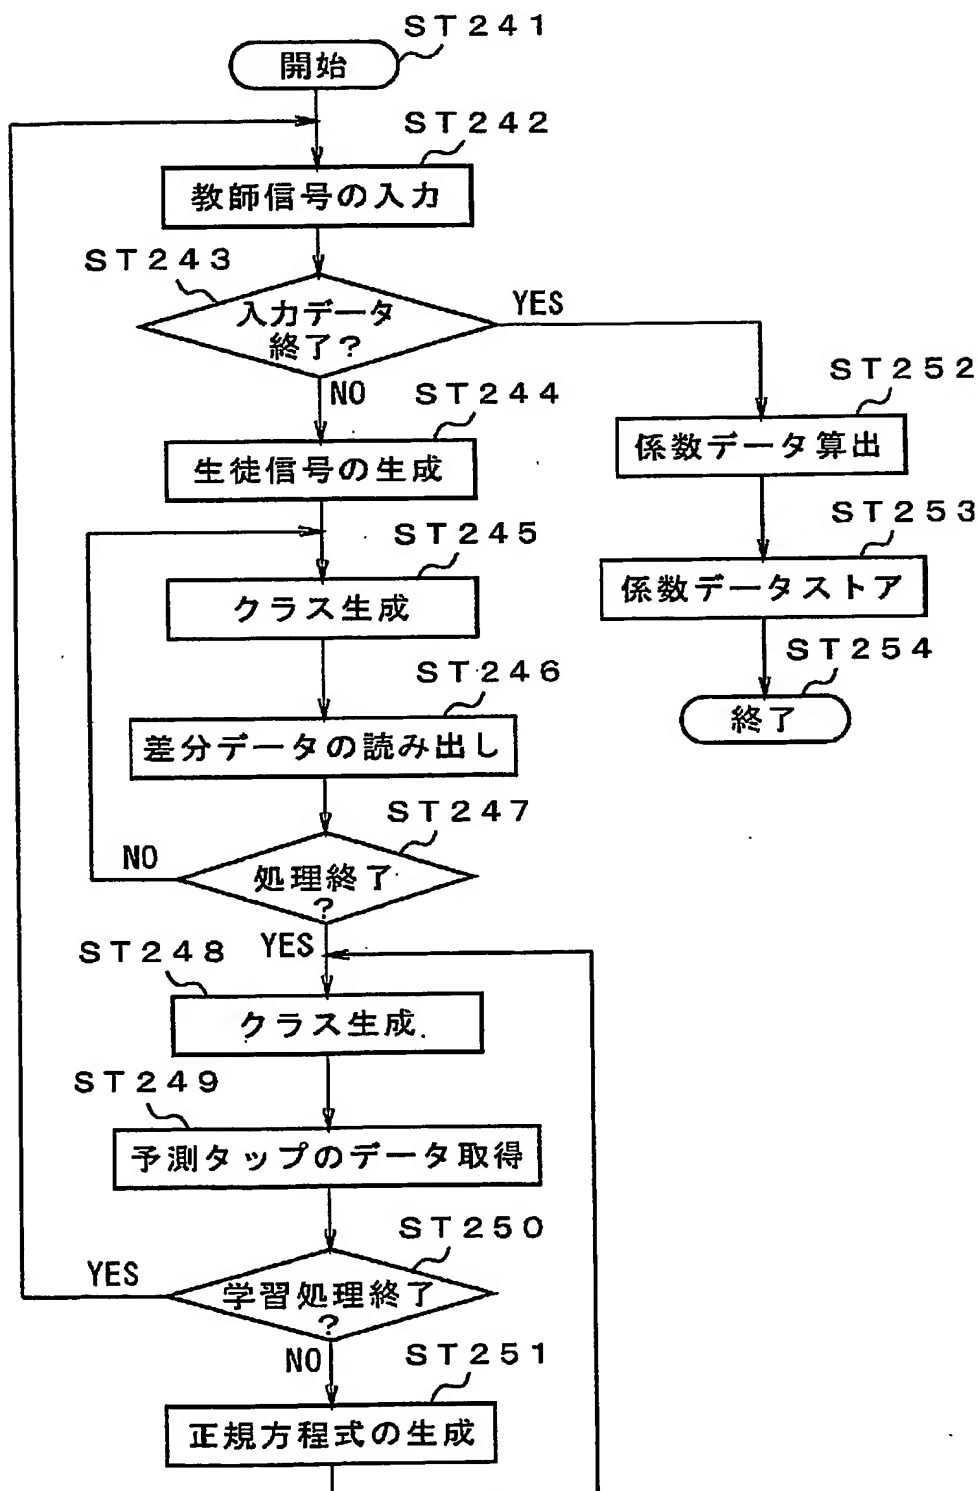 ST241
開始
ST242
教師信号の入力
ST243
入力データ
終了?
YES
NO
ST244
生徒信号の生成
ST245
クラス生成
ST246
差分データの読み出し
ST247
処理終了
?
NO
YES
ST248
クラス生成
ST249
予測タップのデータ取得
ST250
学習処理終了
?
YES
NO
ST251
正規方程式の生成
ST252
係数データ算出
ST253
係数データストア
ST254
終了